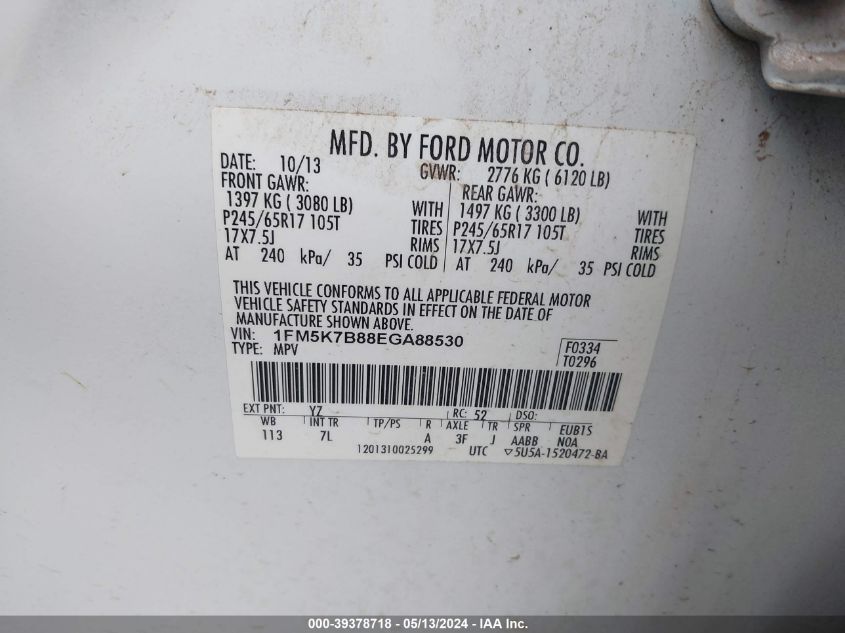 MFD. BY FORD MOTOR CO.
DATE: 10/13 GVWR: 2776 KG ( 6120 LB)
FRONT GAWR: REAR GAWR:
1397 KG ( 3080 LB) WITH 1497 KG ( 3300 LB) WITH
P245/65R17 105T TIRES P245/65R17 105T TIRES
17X7.5J RIMS 17X7.5J RIMS
AT 240 kPa/ 35 PSI COLD AT 240 kPa/ 35 PSI COLD
THIS VEHICLE CONFORMS TO ALL APPLICABLE FEDERAL MOTOR
VEHICLE SAFETY STANDARDS IN EFFECT ON THE DATE OF
MANUFACTURE SHOWN ABOVE.
VIN: 1FM5K7B88EGA88530 F0334
TYPE: MPV T0296
EXT PNT: YZ RC: 52 DSO:
WB INT TR TP/PS R AXLE TR SPR EUB1S
113 7L A 3F J AABB N0A
1201310025299 UTC ▽5U5A-1520472-BA
000-39378718 - 05/13/2024 - IAA Inc.